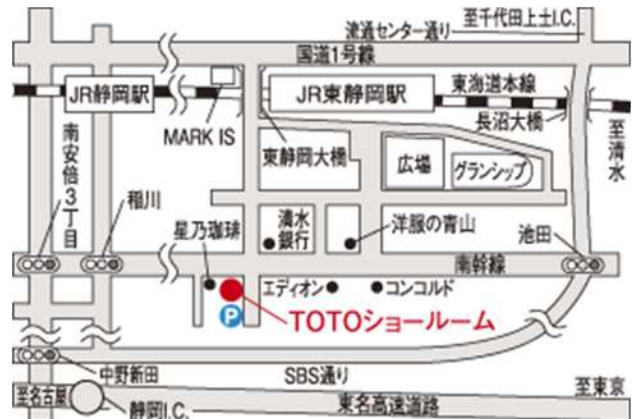 至千代田上土I.C.
流通センター通り
国道1号線
JR静岡駅
JR東静岡駅
東海道本線
MARK IS
長沼大橋
至清水
東静岡大橋
広場
グランシップ
南安倍3丁目
稲川
星乃珈琲
清水
銀行
洋服の青山
池田
南幹線
エディオン
コンコルド
P
TOTOショールーム
中野新田
SBS通り
至名古屋
静岡I.C.
東名高速道路
至東京